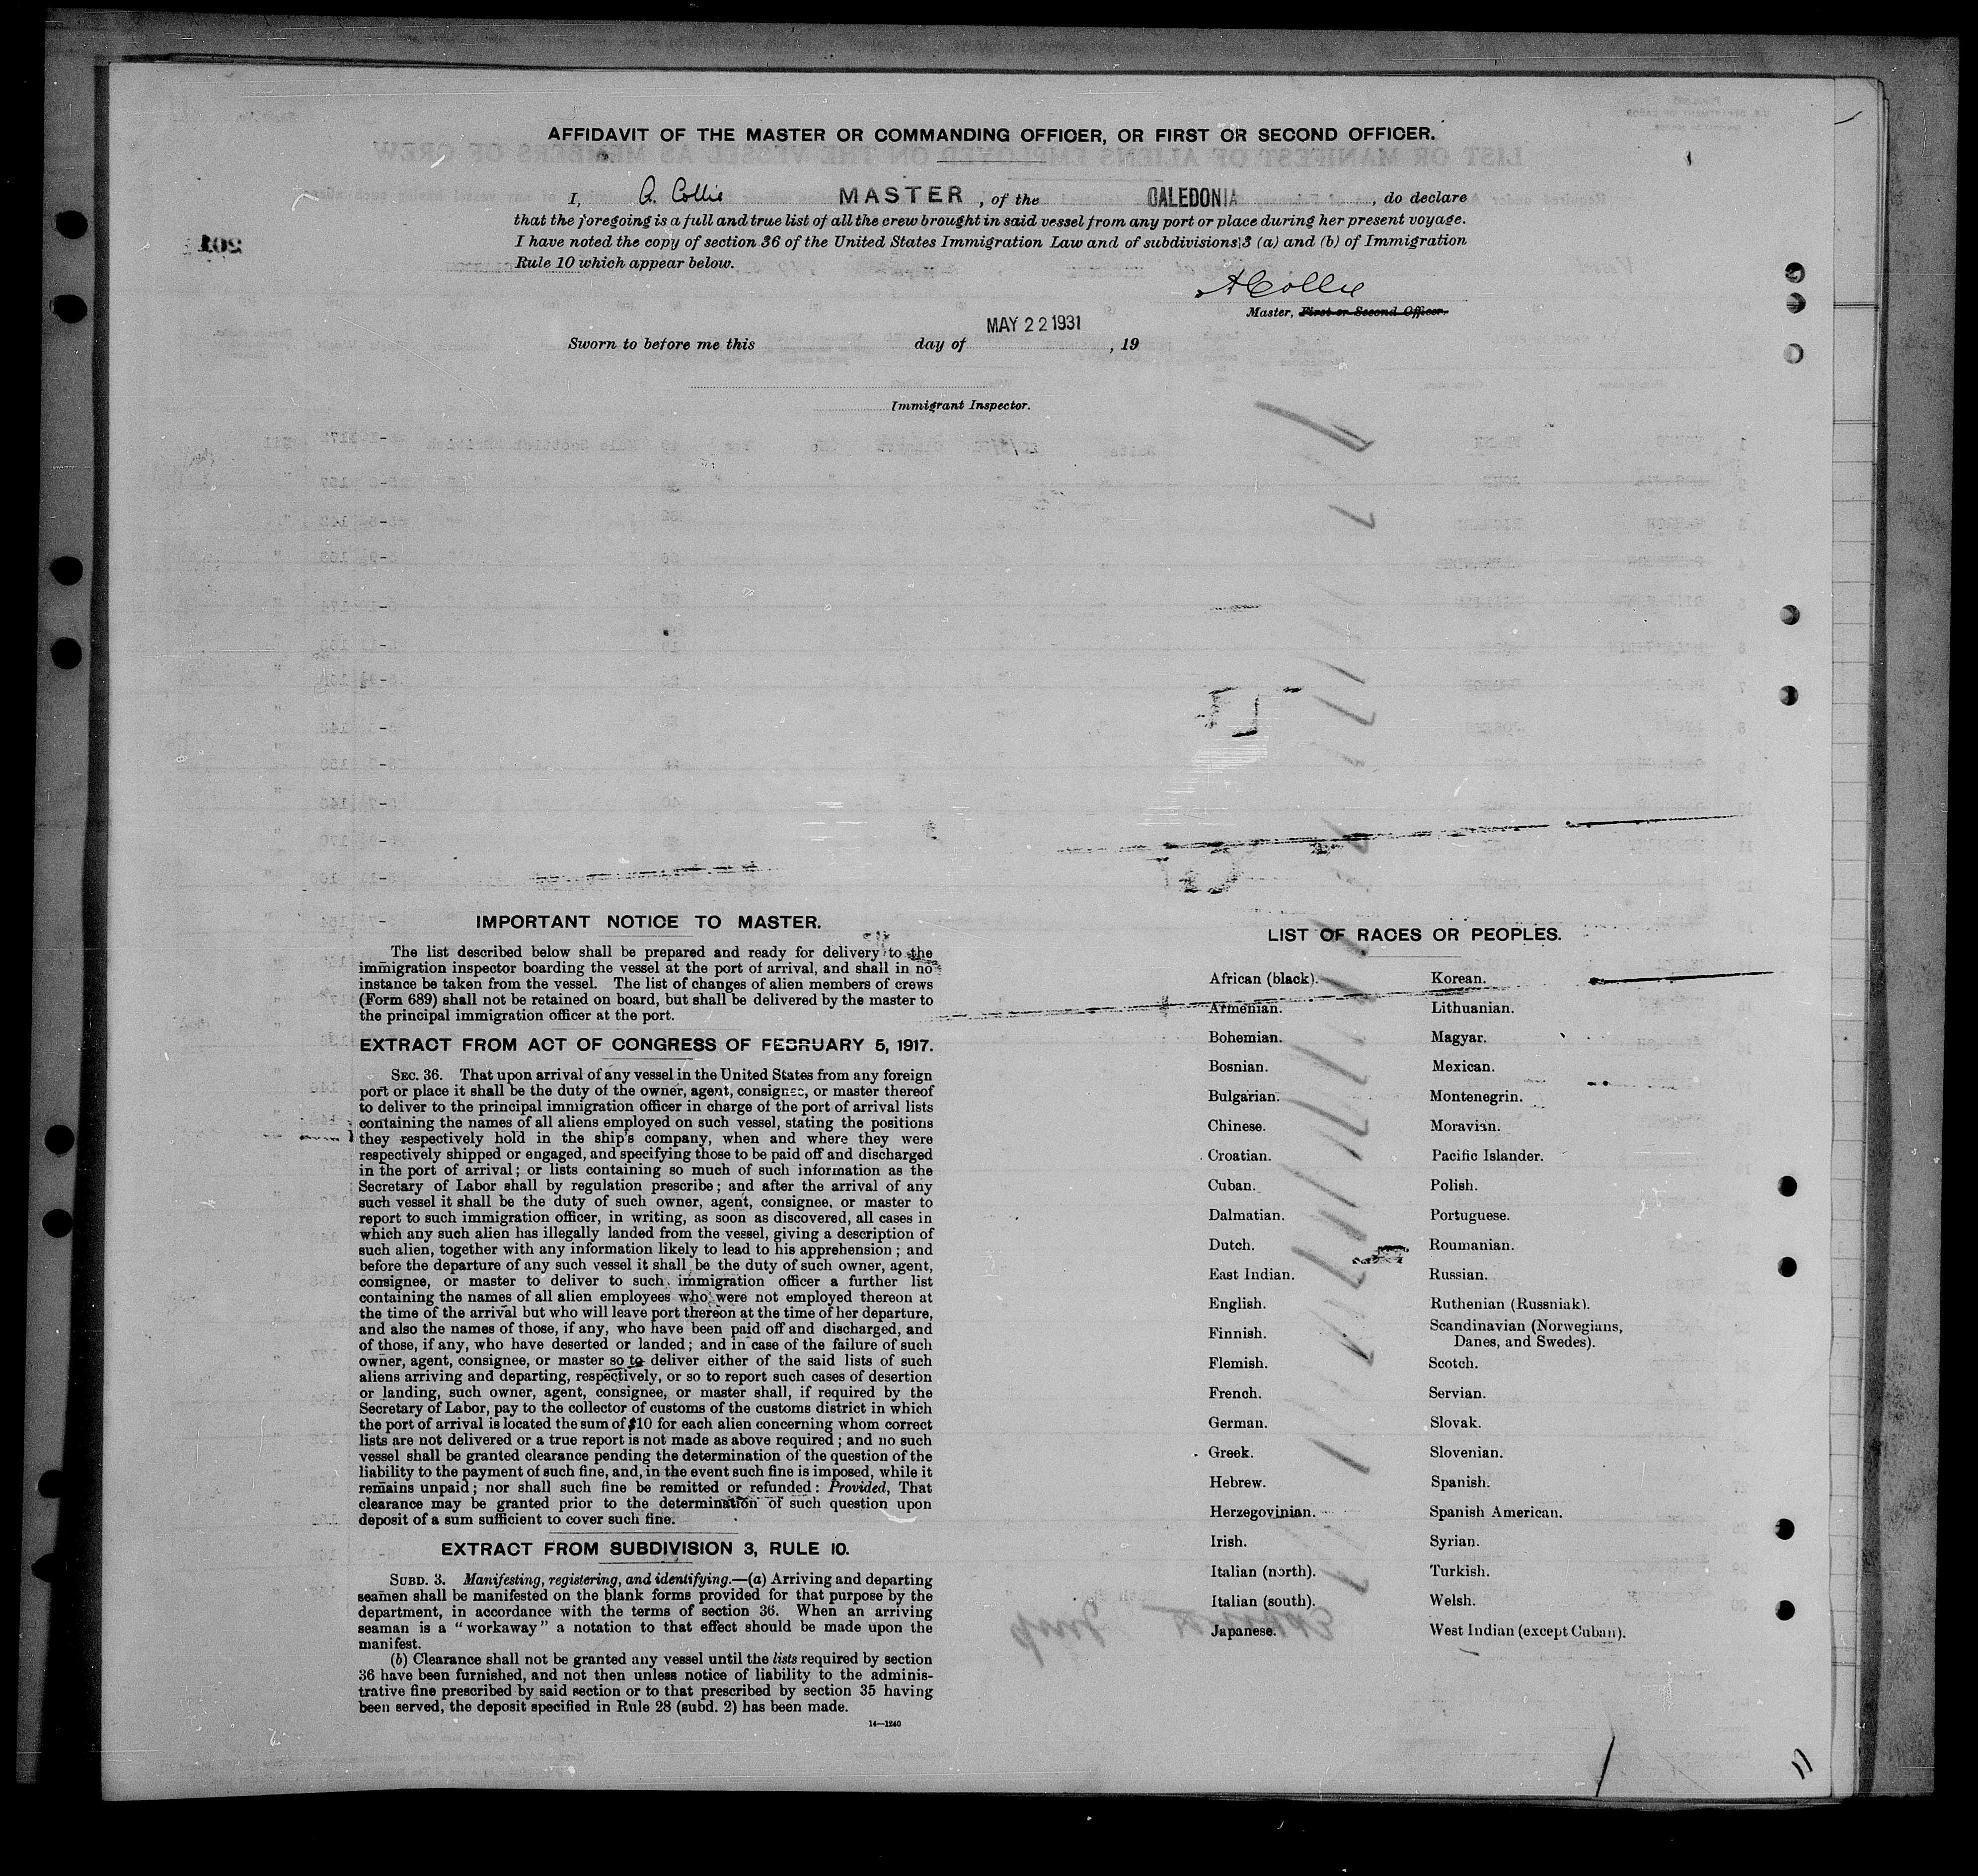 AFFIDAVIT OF THE MASTER OR COMMANDING OFFICER, OR FIRST OR SECOND OFFICER.
I, A. Collie MASTER, of the CALEDONIA, do declare
that the foregoing is a full and true list of all the crew brought in said vessel from any port or place during her present voyage.
I have noted the copy of section 36 of the United States Immigration Law and of subdivisions 3 (a) and (b) of Immigration
Rule 10 which appear below.
A Collie
Master, First or Second Officer.
MAY 22 1931
Sworn to before me this day of , 19
Immigrant Inspector.
IMPORTANT NOTICE TO MASTER.
The list described below shall be prepared and ready for delivery to the
immigration inspector boarding the vessel at the port of arrival, and shall in no
instance be taken from the vessel. The list of changes of alien members of crews
(Form 689) shall not be retained on board, but shall be delivered by the master to
the principal immigration officer at the port.
EXTRACT FROM ACT OF CONGRESS OF FEBRUARY 5, 1917.
SEC. 36. That upon arrival of any vessel in the United States from any foreign
port or place it shall be the duty of the owner, agent, consignee, or master thereof
to deliver to the principal immigration officer in charge of the port of arrival lists
containing the names of all aliens employed on such vessel, stating the positions
they respectively hold in the ship's company, when and where they were
respectively shipped or engaged, and specifying those to be paid off and discharged
in the port of arrival; or lists containing so much of such information as the
Secretary of Labor shall by regulation prescribe; and after the arrival of any
such vessel it shall be the duty of such owner, agent, consignee, or master to
report to such immigration officer, in writing, as soon as discovered, all cases in
which any such alien has illegally landed from the vessel, giving a description of
such alien, together with any information likely to lead to his apprehension; and
before the departure of any such vessel it shall be the duty of such owner, agent,
consignee, or master to deliver to such immigration officer a further list
containing the names of all alien employees who were not employed thereon at
the time of the arrival but who will leave port thereon at the time of her departure,
and also the names of those, if any, who have been paid off and discharged, and
of those, if any, who have deserted or landed; and in case of the failure of such
owner, agent, consignee, or master so to deliver either of the said lists of such
aliens arriving and departing, respectively, or so to report such cases of desertion
or landing, such owner, agent, consignee, or master shall, if required by the
Secretary of Labor, pay to the collector of customs of the customs district in which
the port of arrival is located the sum of $10 for each alien concerning whom correct
lists are not delivered or a true report is not made as above required; and no such
vessel shall be granted clearance pending the determination of the question of the
liability to the payment of such fine, and, in the event such fine is imposed, while it
remains unpaid; nor shall such fine be remitted or refunded: Provided, That
clearance may be granted prior to the determination of such question upon
deposit of a sum sufficient to cover such fine.
EXTRACT FROM SUBDIVISION 3, RULE 10.
SUBD. 3. Manifesting, registering, and identifying.—(a) Arriving and departing
seamen shall be manifested on the blank forms provided for that purpose by the
department, in accordance with the terms of section 36. When an arriving
seaman is a "workaway" a notation to that effect should be made upon the
manifest.
(b) Clearance shall not be granted any vessel until the lists required by section
36 have been furnished, and not then unless notice of liability to the adminis-
trative fine prescribed by said section or to that prescribed by section 35 having
been served, the deposit specified in Rule 28 (subd. 2) has been made.
14—1240
LIST OF RACES OR PEOPLES.
African (black).
Armenian.
Bohemian.
Bosnian.
Bulgarian.
Chinese.
Croatian.
Cuban.
Dalmatian.
Dutch.
East Indian.
English.
Finnish.
Flemish.
French.
German.
Greek.
Hebrew.
Herzegovinian.
Irish.
Italian (north).
Italian (south).
Japanese.
Korean.
Lithuanian.
Magyar.
Mexican.
Montenegrin.
Moravian.
Pacific Islander.
Polish.
Portuguese.
Roumanian.
Russian.
Ruthenian (Russniak).
Scandinavian (Norwegians,
Danes, and Swedes).
Scotch.
Servian.
Slovak.
Slovenian.
Spanish.
Spanish American.
Syrian.
Turkish.
Welsh.
West Indian (except Cuban).